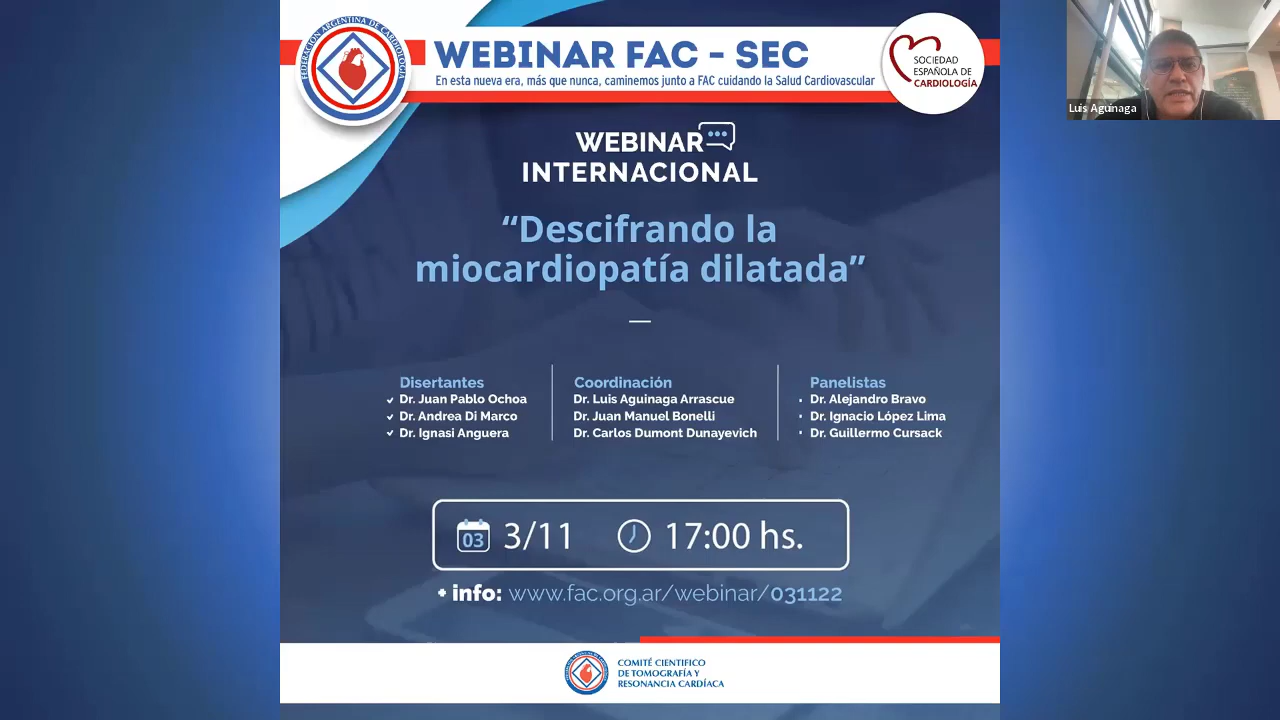 FEDERACIÓN ARGENTINA DE CARDIOLOGÍA
WEBINAR FAC - SEC
En esta nueva era, más que nunca, caminemos junto a FAC cuidando la Salud Cardiovascular
SOCIEDAD
ESPAÑOLA DE
CARDIOLOGÍA
Luis Aguinaga
WEBINAR
INTERNACIONAL
“Descifrando la
miocardiopatía dilatada”
Disertantes
Dr. Juan Pablo Ochoa
Dr. Andrea Di Marco
Dr. Ignasi Anguera
Coordinación
Dr. Luis Aguinaga Arrascue
Dr. Juan Manuel Bonelli
Dr. Carlos Dumont Dunayevich
Panelistas
Dr. Alejandro Bravo
Dr. Ignacio López Lima
Dr. Guillermo Cursack
03 3/11 17:00 hs.
+ info: www.fac.org.ar/webinar/031122
COMITÉ CIENTIFICO
DE TOMOGRAFÍA Y
RESONANCIA CARDÍACA